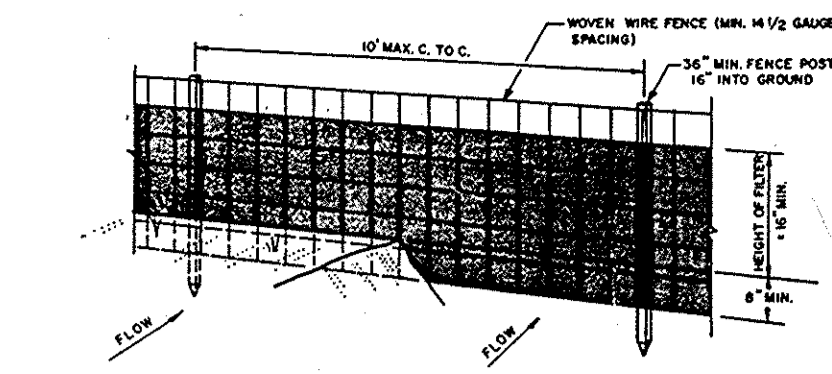 WOVEN WIRE FENCE (MIN. 14 1/2 GAUGE
SPACING)
10' MAX. C. TO C.
36" MIN. FENCE POST
16" INTO GROUND
HEIGHT OF FILTER
= 16" MIN.
8" MIN.
FLOW
FLOW